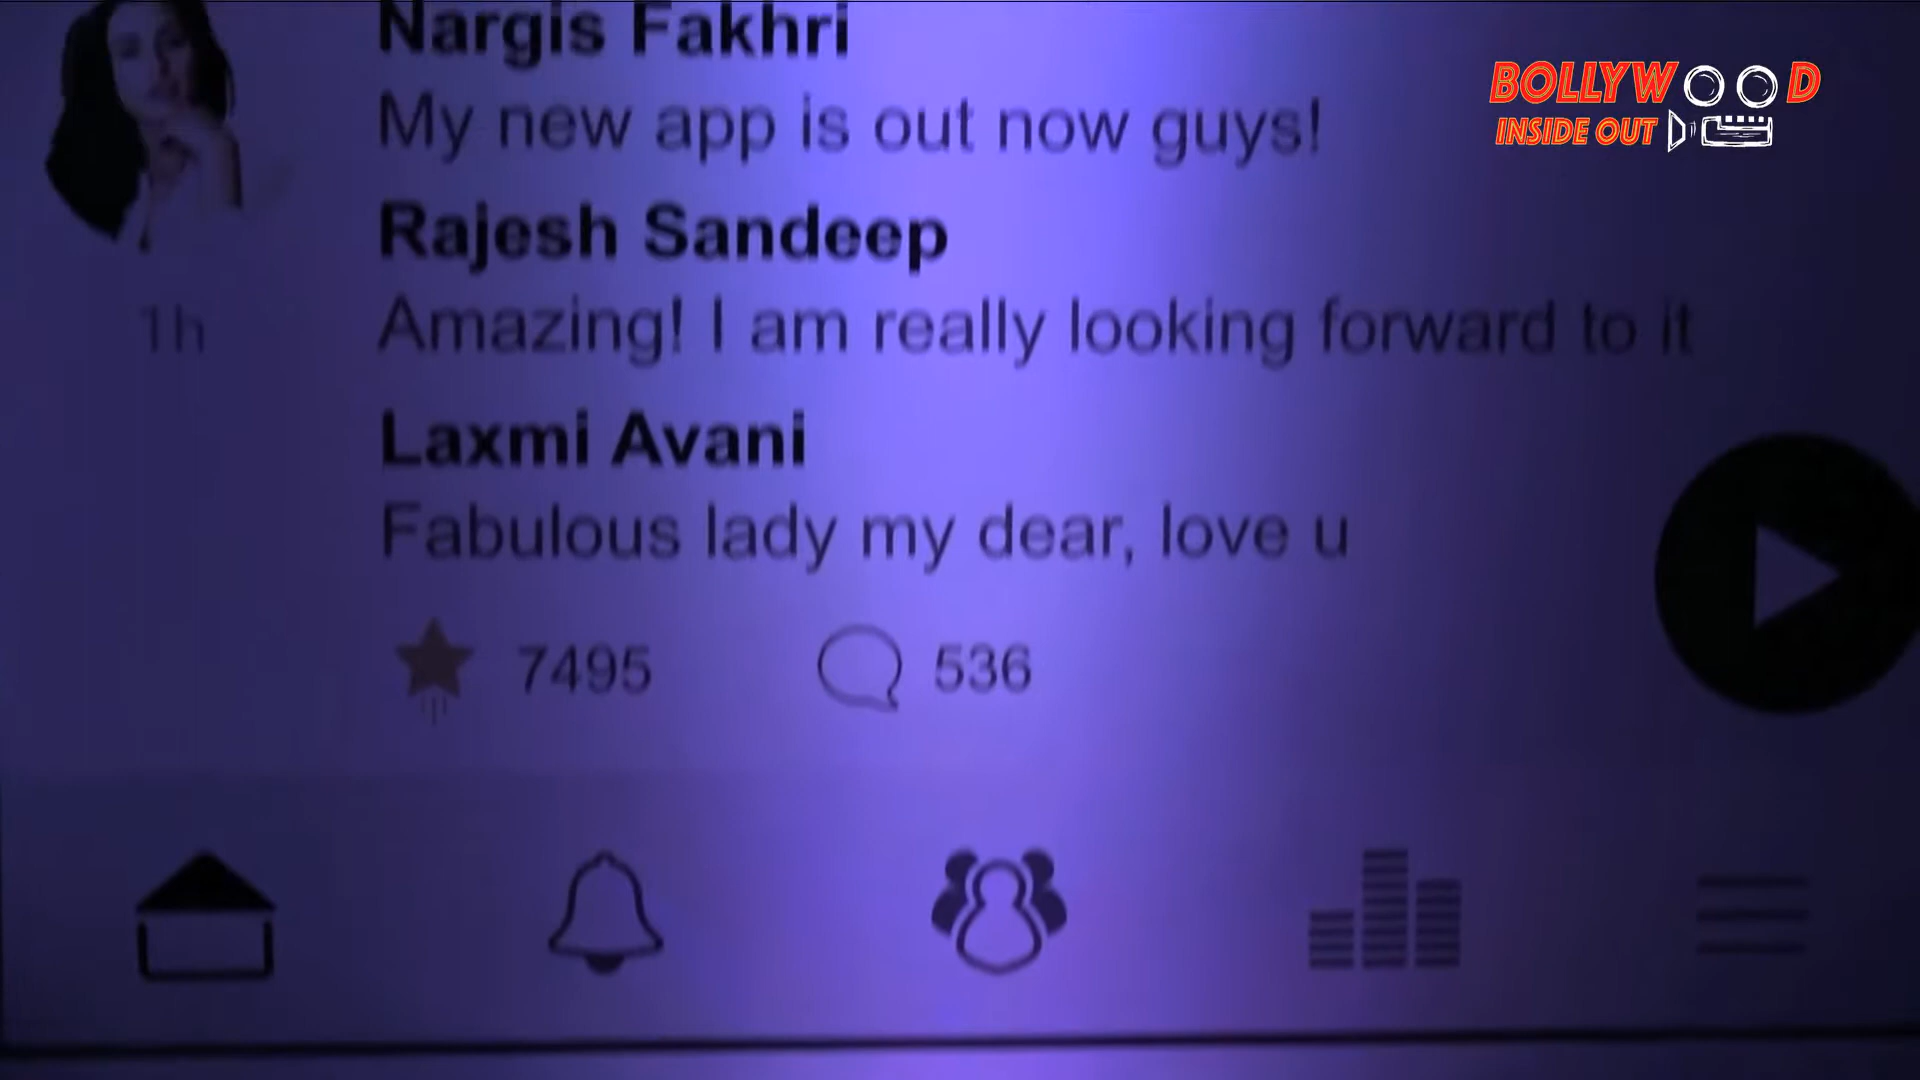 Nargis Fakhri
My new app is out now guys!
Rajesh Sandeep
1h
Amazing! I am really looking forward to it
Laxmi Avani
Fabulous lady my dear, love u
7495
536
BOLLYWOOD
INSIDE OUT